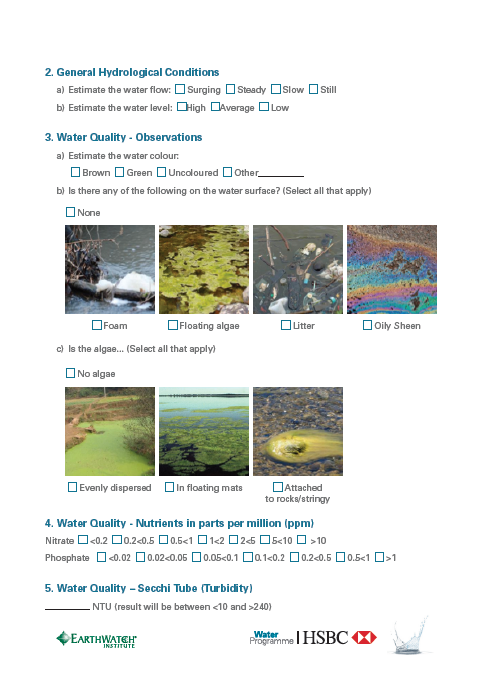 2. General Hydrological Conditions
a) Estimate the water flow: Surging Steady Slow Still
b) Estimate the water level: High Average Low
3. Water Quality - Observations
a) Estimate the water colour:
Brown Green Uncoloured Other
b) Is there any of the following on the water surface? (Select all that apply)
None
Foam Floating algae Litter Oily Sheen
c) Is the algae... (Select all that apply)
No algae
Evenly dispersed In floating mats Attached
to rocks/stringy
4. Water Quality - Nutrients in parts per million (ppm)
Nitrate <0.2 0.2<0.5 0.5<1 1<2 2<5 5<10 >10
Phosphate <0.02 0.02<0.05 0.05<0.1 0.1<0.2 0.2<0.5 0.5<1 >1
5. Water Quality – Secchi Tube (Turbidity)
NTU (result will be between <10 and >240)
EARTHWATCH
INSTITUTE
Water
Programme
HSBC